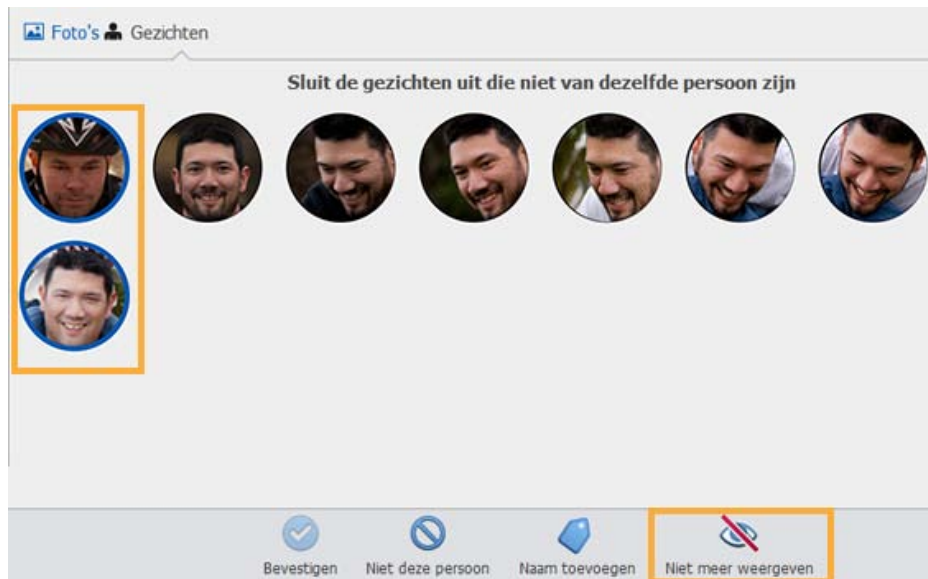 Foto's Gezichten
Sluit de gezichten uit die niet van dezelfde persoon zijn
Bevestigen Niet deze persoon Naam toevoegen Niet meer weergeven